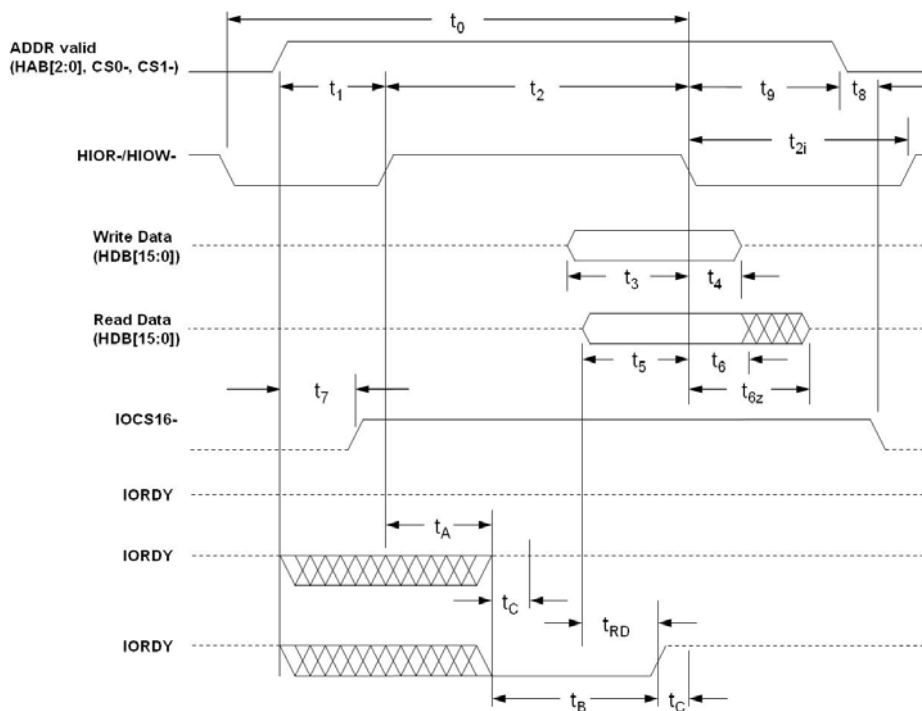 t0
ADDR valid
(HAB[2:0], CS0-, CS1-)
t1
t2
t9
t8
HIOR-/HIOW-
t2i
Write Data
(HDB[15:0])
t3
t4
Read Data
(HDB[15:0])
t5
t6
t6z
t7
IOCS16-
IORDY
tA
IORDY
tC
tRD
IORDY
tB
tC